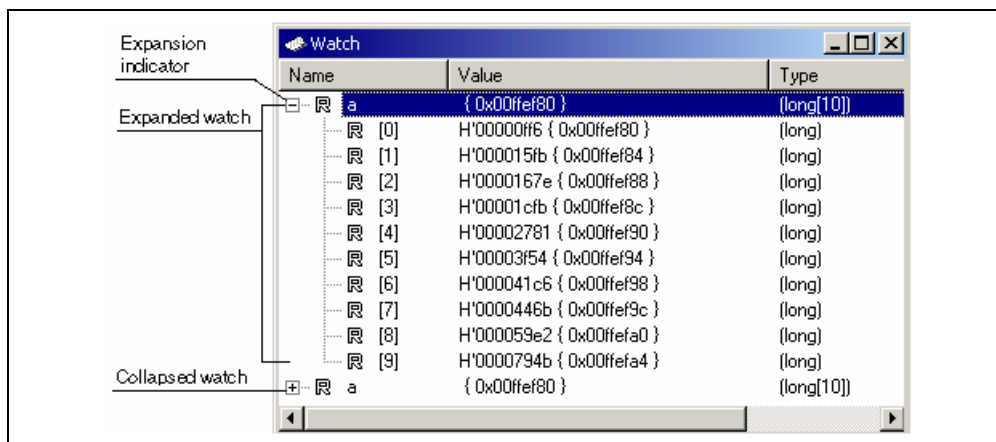 Expansion
indicator
Expanded watch
Collapsed watch
Watch
Name Value Type
a { 0x00ffef80 } (long[10])
[0] H'00000ff6 { 0x00ffef80 } (long)
[1] H'000015fb { 0x00ffef84 } (long)
[2] H'0000167e { 0x00ffef88 } (long)
[3] H'00001cfb { 0x00ffef8c } (long)
[4] H'00002781 { 0x00ffef90 } (long)
[5] H'00003f54 { 0x00ffef94 } (long)
[6] H'000041c6 { 0x00ffef98 } (long)
[7] H'0000446b { 0x00ffef9c } (long)
[8] H'000059e2 { 0x00ffefa0 } (long)
[9] H'0000794b { 0x00ffefa4 } (long)
a { 0x00ffef80 } (long[10])